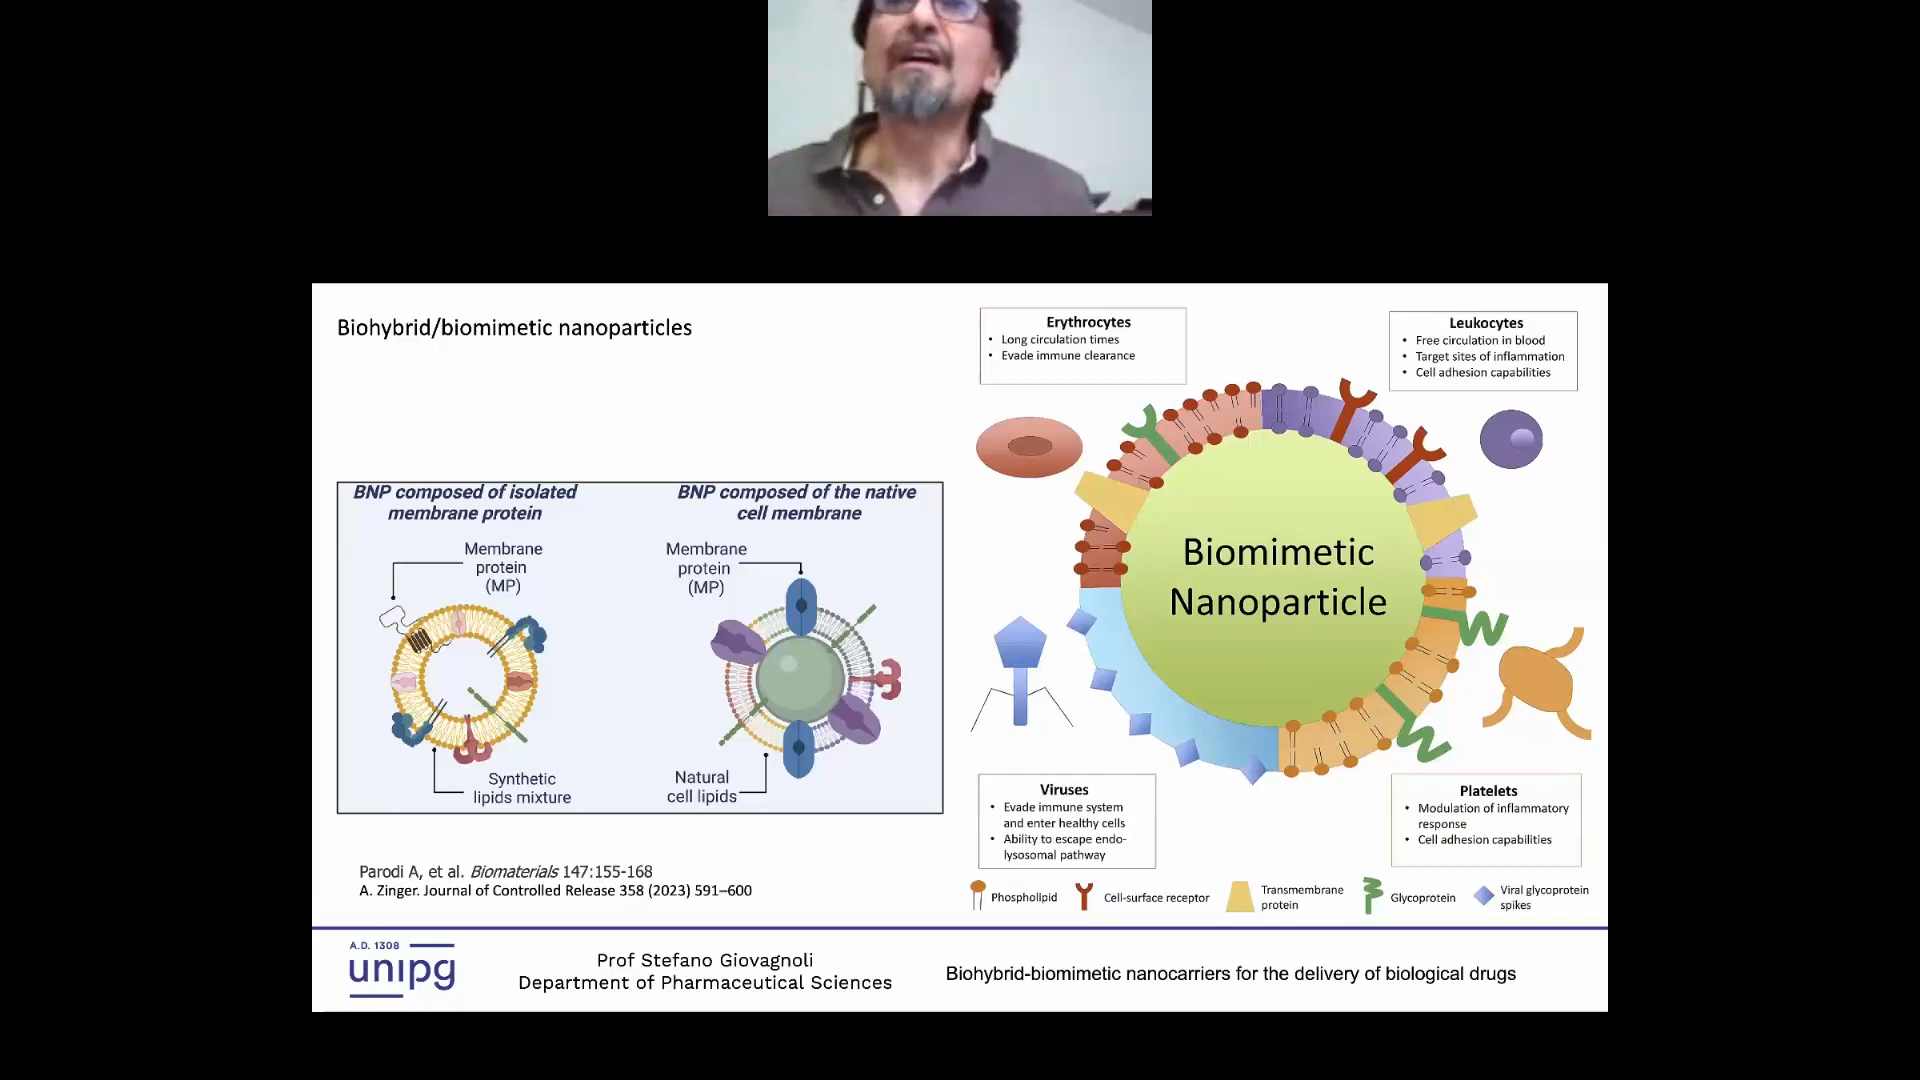 Biohybrid/biomimetic nanoparticles
BNP composed of isolated
membrane protein
BNP composed of the native
cell membrane
Membrane
protein
(MP)
Membrane
protein
(MP)
Synthetic
lipids mixture
Natural
cell lipids
Parodi A, et al. Biomaterials 147:155-168
A. Zinger. Journal of Controlled Release 358 (2023) 591–600
Erythrocytes
• Long circulation times
• Evade immune clearance
Leukocytes
• Free circulation in blood
• Target sites of inflammation
• Cell adhesion capabilities
Biomimetic
Nanoparticle
Viruses
• Evade immune system
and enter healthy cells
• Ability to escape endo-
lysosomal pathway
Platelets
• Modulation of inflammatory
response
• Cell adhesion capabilities
Phospholipid
Cell-surface receptor
Transmembrane
protein
Glycoprotein
Viral glycoprotein
spikes
A.D. 1308
unipg
Prof Stefano Giovagnoli
Department of Pharmaceutical Sciences
Biohybrid-biomimetic nanocarriers for the delivery of biological drugs